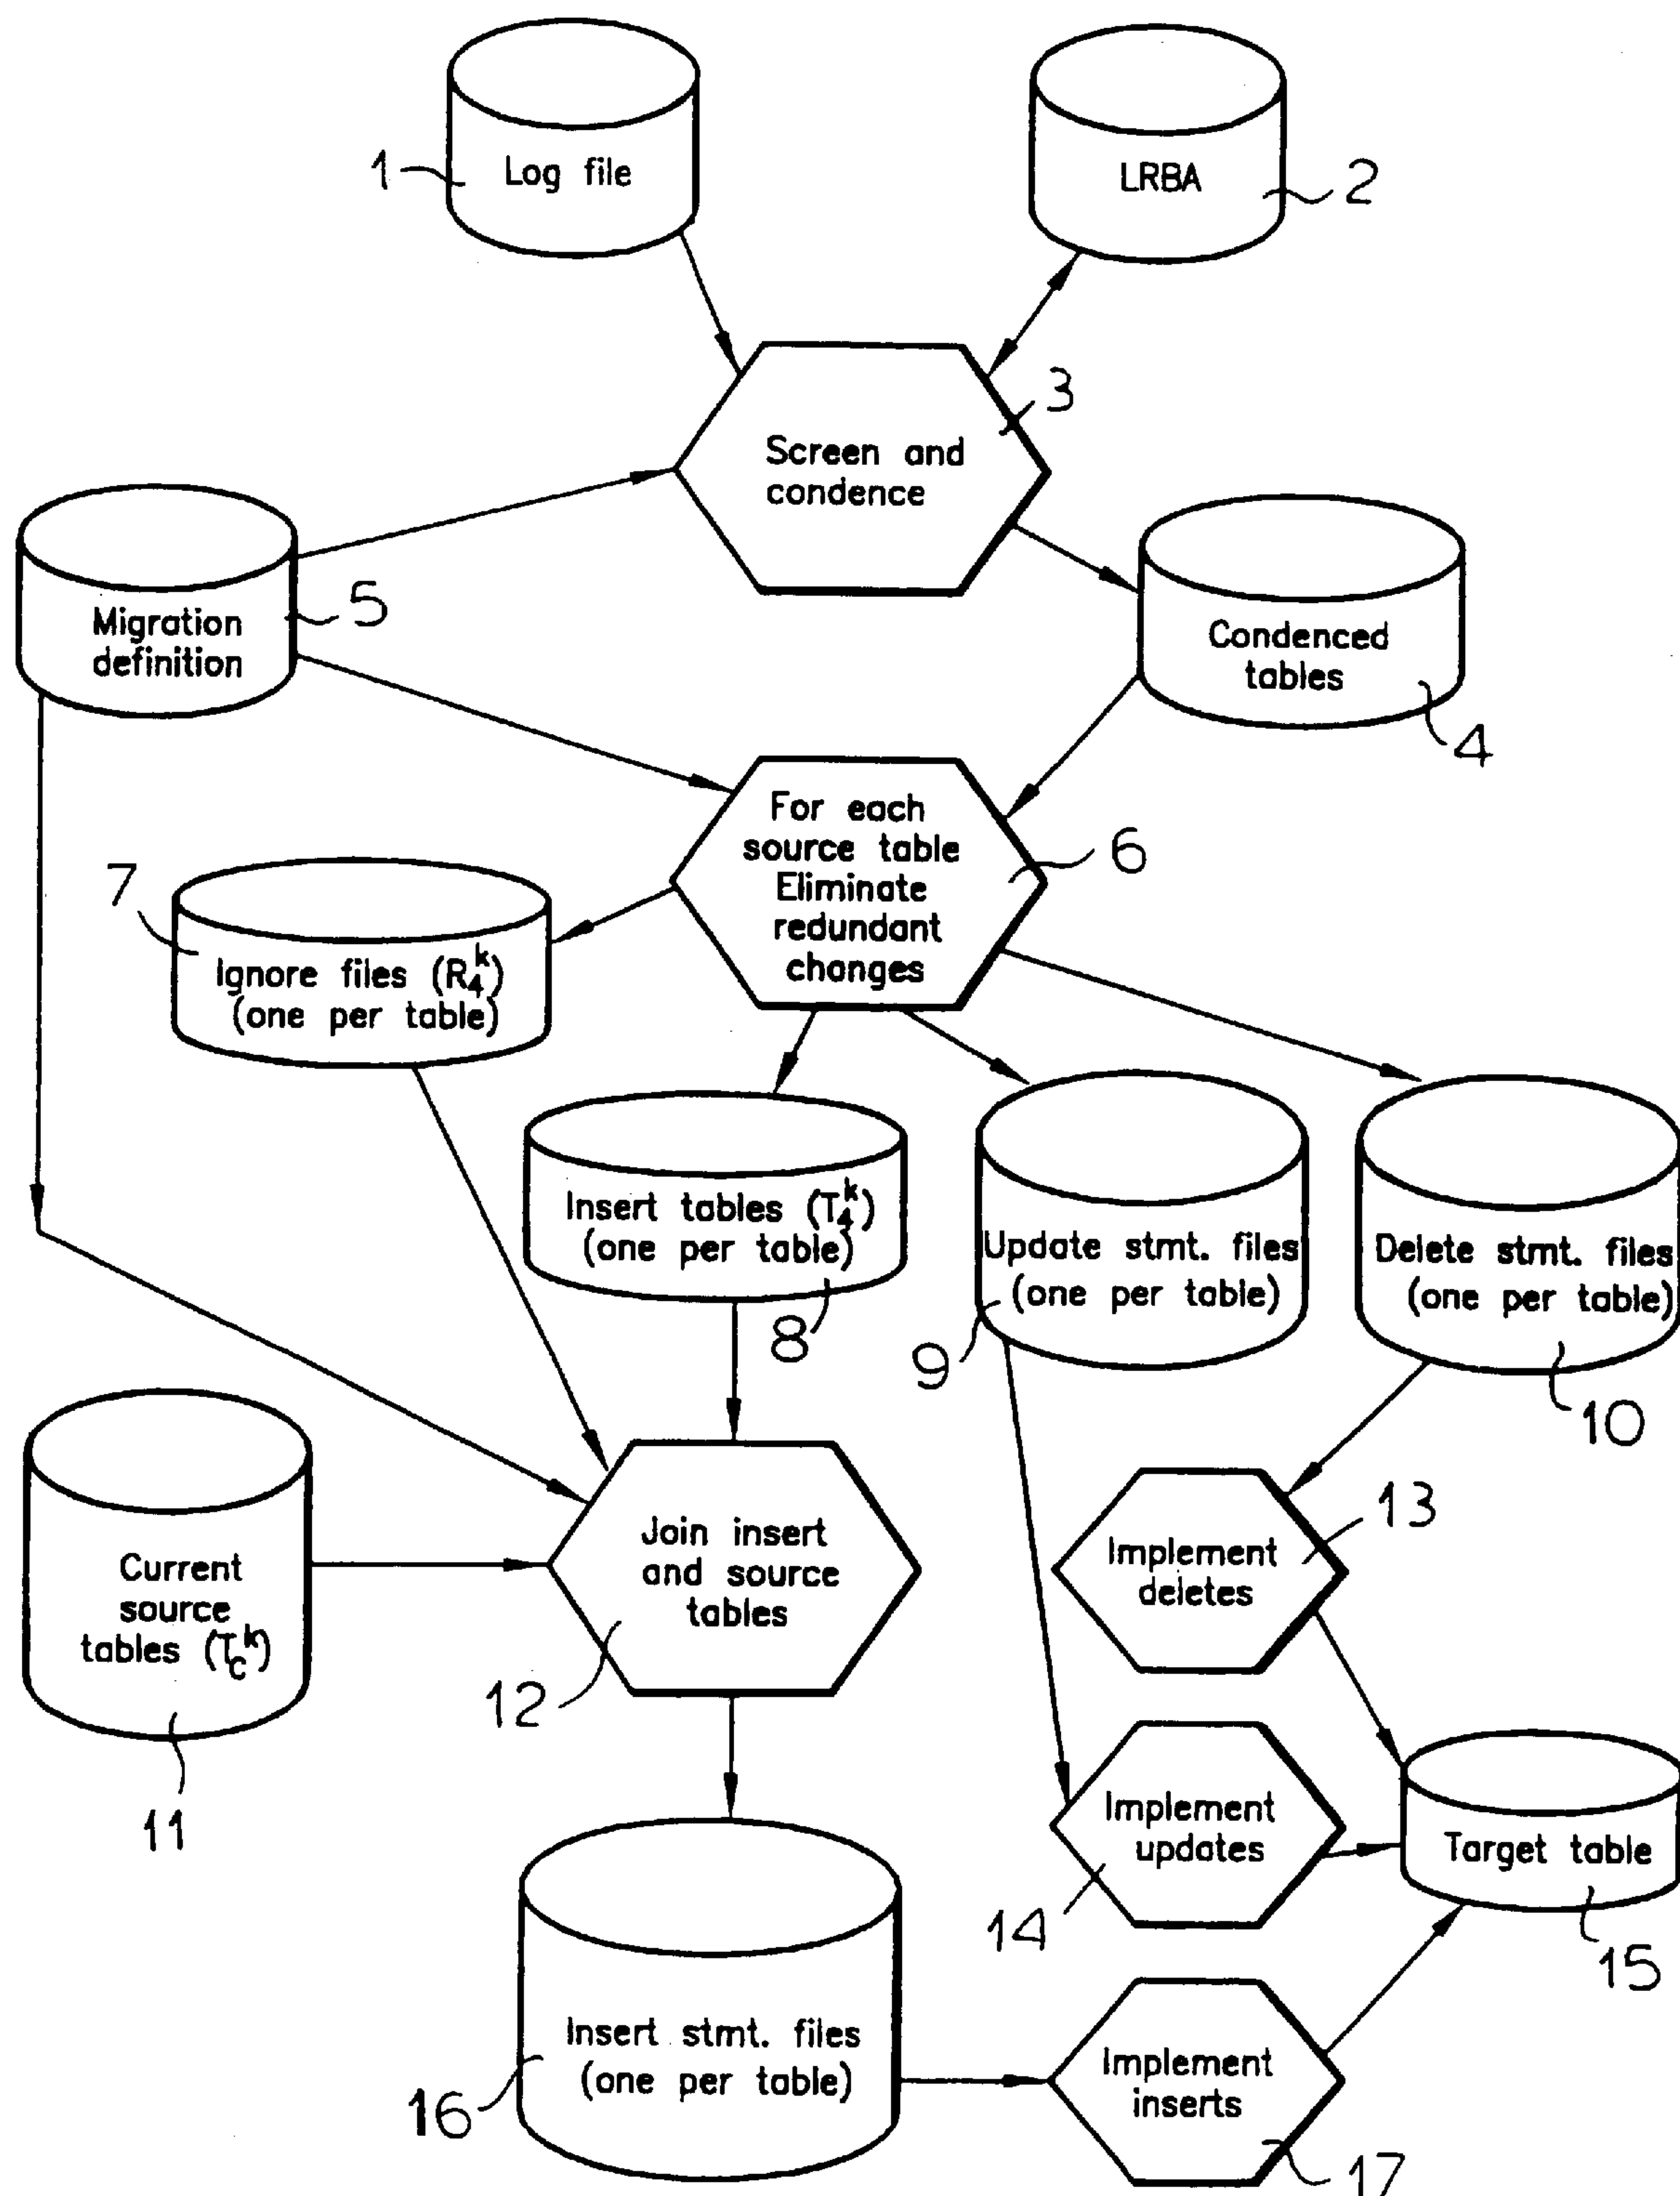 Log file
1
LRBA
2
3
Screen and
condence
5
Migration
definition
Condenced
tables
4
For each
source table
Eliminate
redundant
changes
6
7
Ignore files (R₄ᵏ)
(one per table)
Insert tables (T₄ᵏ)
(one per table)
8
Update stmt. files
(one per table)
9
Delete stmt. files
(one per table)
10
Current
source
tables (T꜀ᵏ)
11
Join insert
and source
tables
12
13
Implement
deletes
Implement
updates
14
Target table
15
Insert stmt. files
(one per table)
16
Implement
inserts
17